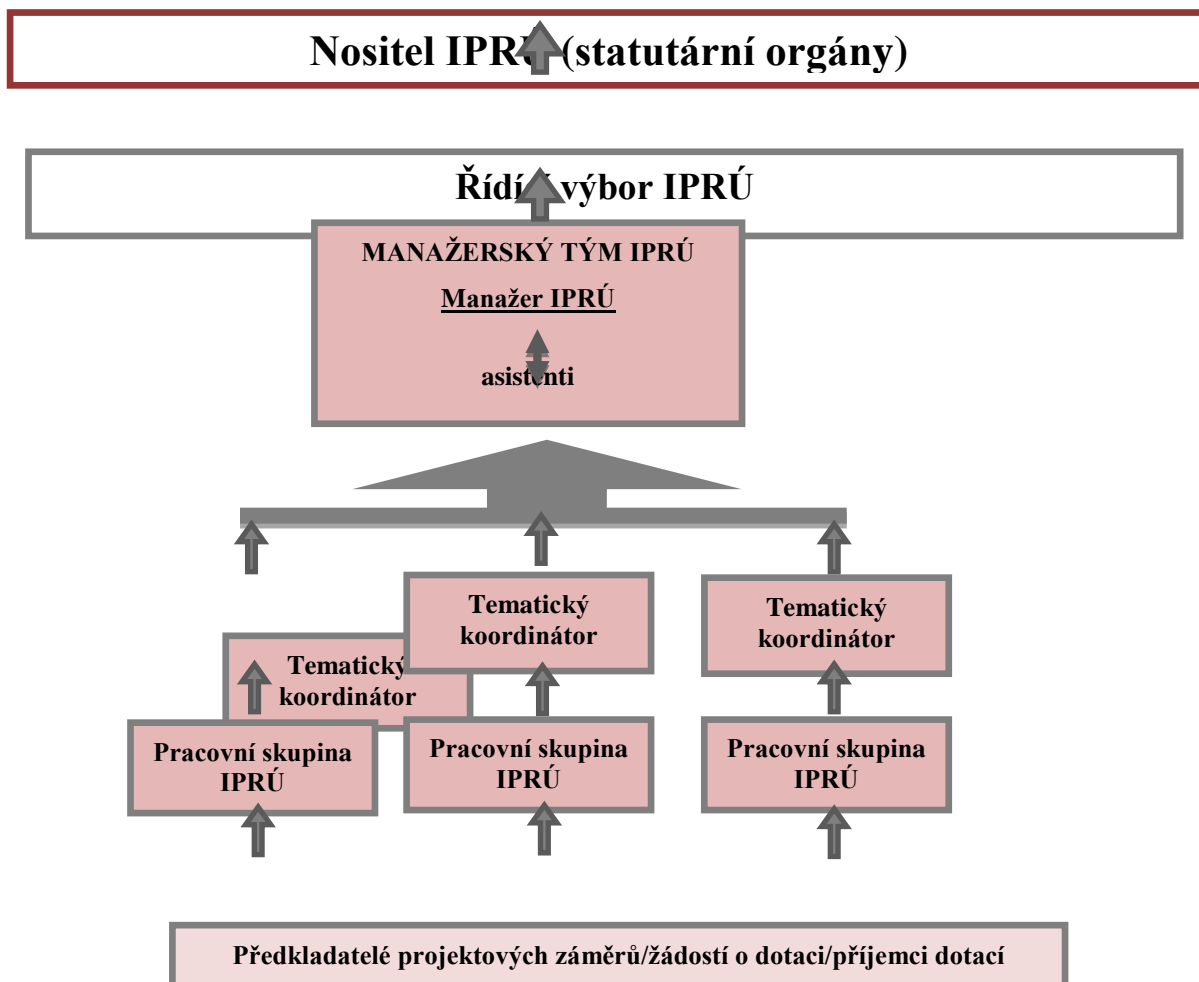 Nositel IPRÚ (statutární orgány)
Řídící výbor IPRÚ
MANAŽERSKÝ TÝM IPRÚ
Manažer IPRÚ
asistenti
Tematický
koordinátor
Tematický
koordinátor
Tematický
koordinátor
Pracovní skupina
IPRÚ
Pracovní skupina
IPRÚ
Pracovní skupina
IPRÚ
Předkladatelé projektových záměrů/žádostí o dotaci/příjemci dotací